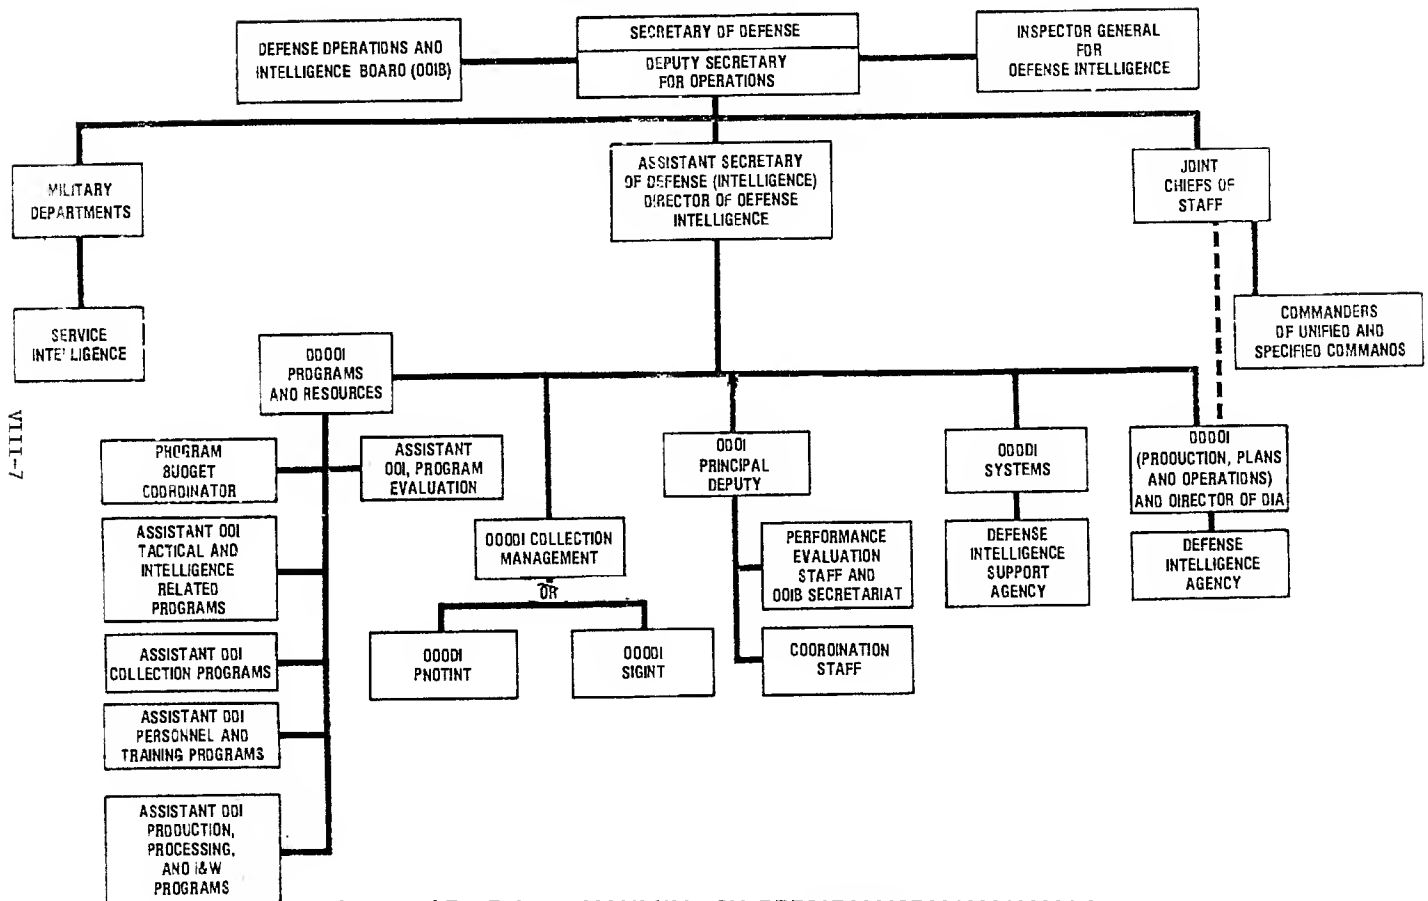 DEFENSE OPERATIONS AND
INTELLIGENCE BOARD (DOIB)
SECRETARY OF DEFENSE
DEPUTY SECRETARY
FOR OPERATIONS
INSPECTOR GENERAL
FOR
DEFENSE INTELLIGENCE
MILITARY
DEPARTMENTS
ASSISTANT SECRETARY
OF DEFENSE (INTELLIGENCE)
DIRECTOR OF DEFENSE
INTELLIGENCE
JOINT
CHIEFS OF
STAFF
SERVICE
INTELLIGENCE
COMMANDERS
OF UNIFIED AND
SPECIFIED COMMANDS
DDDDI
PROGRAMS
AND RESOURCES
PROGRAM
BUDGET
COORDINATOR
ASSISTANT
DDI, PROGRAM
EVALUATION
DDDI
PRINCIPAL
DEPUTY
DDDDI
SYSTEMS
DDDDI
(PRODUCTION, PLANS
AND OPERATIONS)
AND DIRECTOR OF DIA
ASSISTANT DDI
TACTICAL AND
INTELLIGENCE
RELATED
PROGRAMS
DDDDI COLLECTION
MANAGEMENT
OR
PERFORMANCE
EVALUATION
STAFF AND
DOIB SECRETARIAT
DEFENSE
INTELLIGENCE
SUPPORT
AGENCY
DEFENSE
INTELLIGENCE
AGENCY
ASSISTANT DDI
COLLECTION PROGRAMS
DDDDI
PHOTINT
DDDDI
SIGINT
COORDINATION
STAFF
ASSISTANT DDI
PERSONNEL AND
TRAINING PROGRAMS
ASSISTANT DDI
PRODUCTION,
PROCESSING,
AND I&W
PROGRAMS
VIII-7